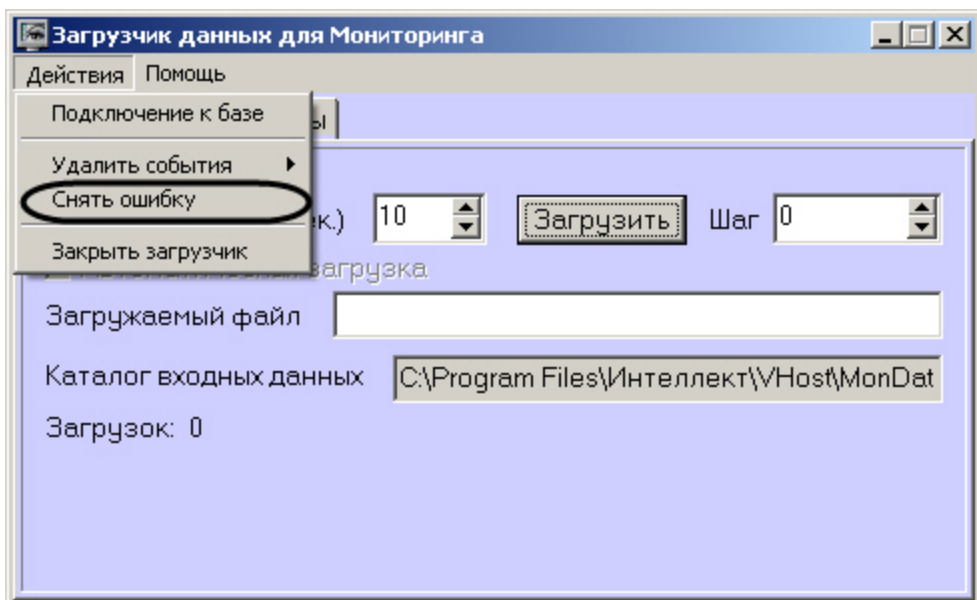 Загрузчик данных для Мониторинга
Действия Помощь
Подключение к базе
Удалить события
Снять ошибку
Закрыть загрузчик
10 Загрузить Шаг 0
загрузка
Загружаемый файл
Каталог входных данных C:\Program Files\Интеллект\VHost\MonDat
Загрузок: 0